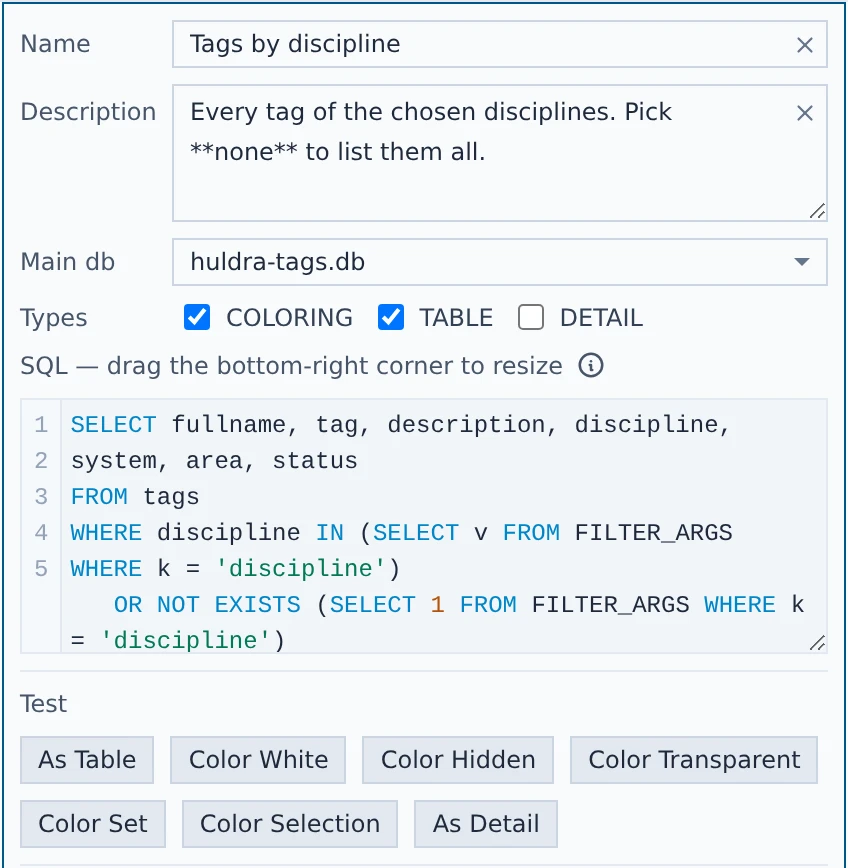 Name
Tags by discipline
Description
Every tag of the chosen disciplines. Pick
**none** to list them all.
Main db
huldra-tags.db
Types
COLORING
TABLE
DETAIL
SQL — drag the bottom-right corner to resize
1 SELECT fullname, tag, description, discipline,
2 system, area, status
3 FROM tags
4 WHERE discipline IN (SELECT v FROM FILTER_ARGS
5 WHERE k = 'discipline')
OR NOT EXISTS (SELECT 1 FROM FILTER_ARGS WHERE k
= 'discipline')
Test
As Table
Color White
Color Hidden
Color Transparent
Color Set
Color Selection
As Detail